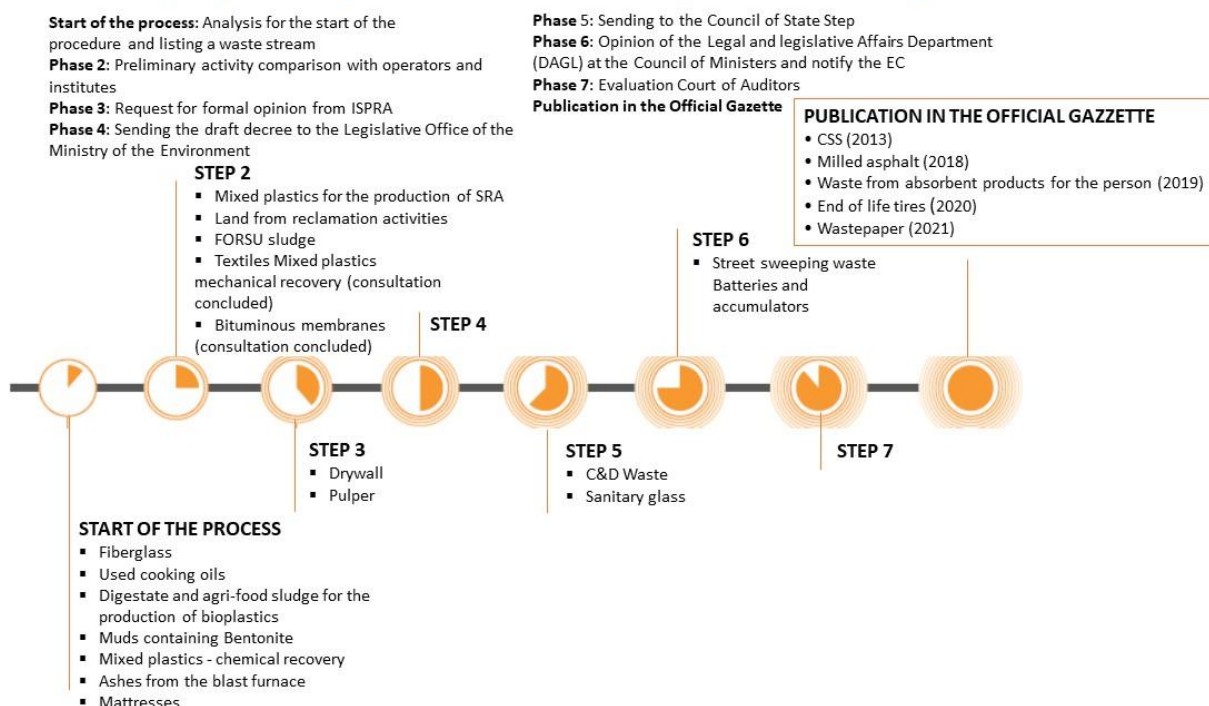 Start of the process: Analysis for the start of the
procedure and listing a waste stream
Phase 2: Preliminary activity comparison with operators and
institutes
Phase 3: Request for formal opinion from ISPRA
Phase 4: Sending the draft decree to the Legislative Office of the
Ministry of the Environment
Phase 5: Sending to the Council of State Step
Phase 6: Opinion of the Legal and legislative Affairs Department
(DAGL) at the Council of Ministers and notify the EC
Phase 7: Evaluation Court of Auditors
Publication in the Official Gazette
PUBLICATION IN THE OFFICIAL GAZZETTE
• CSS (2013)
• Milled asphalt (2018)
• Waste from absorbent products for the person (2019)
• End of life tires (2020)
• Wastepaper (2021)
STEP 2
▪ Mixed plastics for the production of SRA
▪ Land from reclamation activities
▪ FORSU sludge
▪ Textiles Mixed plastics
mechanical recovery (consultation
concluded)
▪ Bituminous membranes
(consultation concluded)
STEP 4
STEP 6
▪ Street sweeping waste
Batteries and
accumulators
STEP 3
▪ Drywall
▪ Pulper
STEP 5
▪ C&D Waste
▪ Sanitary glass
STEP 7
START OF THE PROCESS
▪ Fiberglass
▪ Used cooking oils
▪ Digestate and agri-food sludge for the
production of bioplastics
▪ Muds containing Bentonite
▪ Mixed plastics - chemical recovery
▪ Ashes from the blast furnace
▪ Mattresses